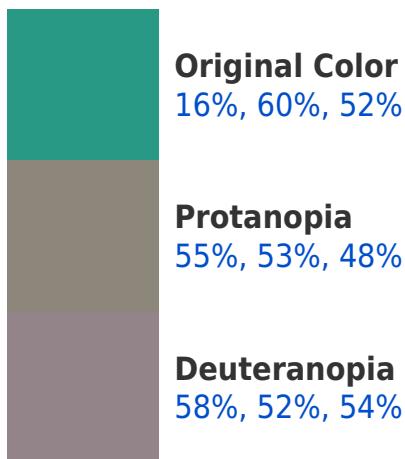 Original Color
16%, 60%, 52%
Protanopia
55%, 53%, 48%
Deuteranopia
58%, 52%, 54%